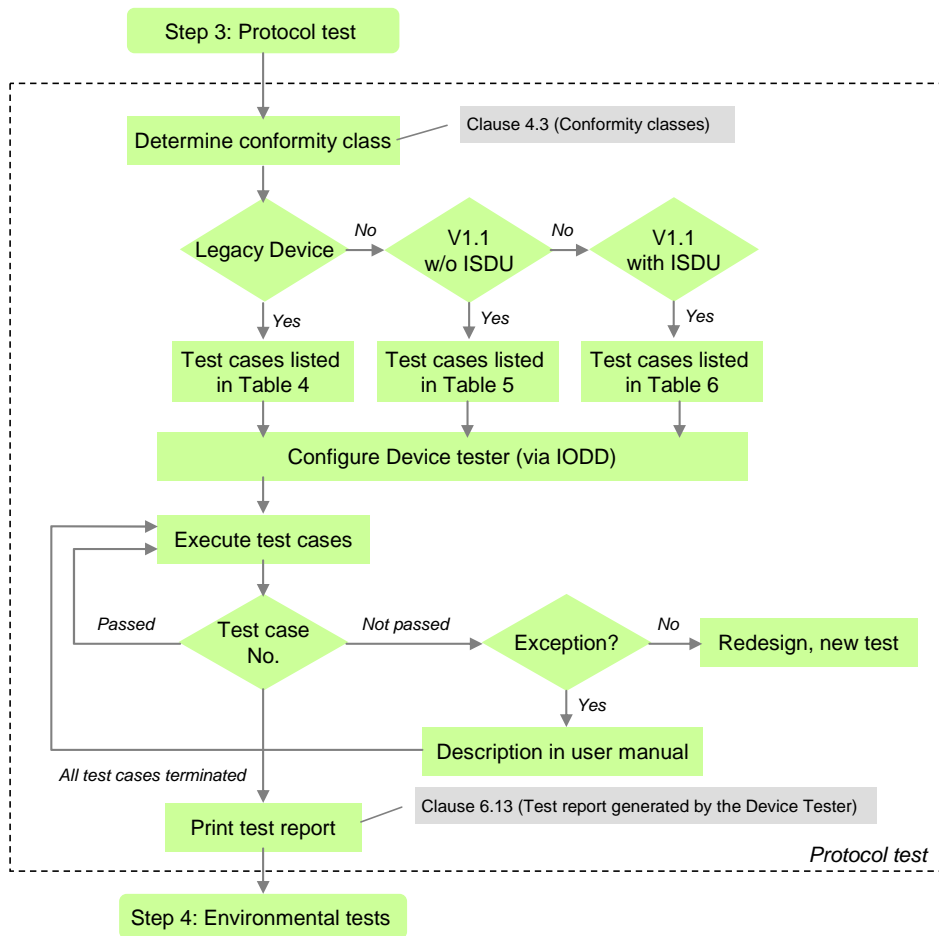 Step 3: Protocol test
Determine conformity class
Clause 4.3 (Conformity classes)
Legacy Device
No
V1.1
w/o ISDU
No
V1.1
with ISDU
Yes
Yes
Yes
Test cases listed
in Table 4
Test cases listed
in Table 5
Test cases listed
in Table 6
Configure Device tester (via IODD)
Execute test cases
Passed
Test case
No.
Not passed
Exception?
No
Redesign, new test
Yes
Description in user manual
All test cases terminated
Clause 6.13 (Test report generated by the Device Tester)
Print test report
Protocol test
Step 4: Environmental tests